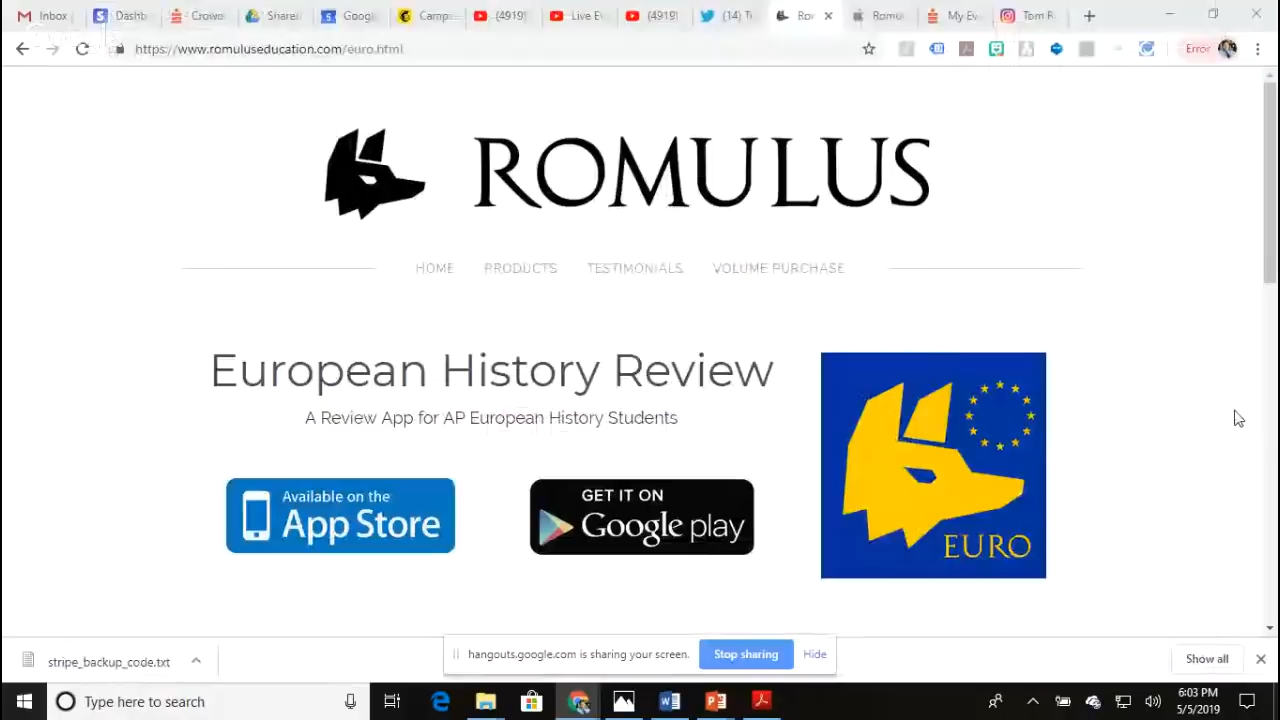 Inbox Dashb Crowd Share Googl Camp (4919) Live Ev (4919) (14) T Ro Romu My Ev Tom R
https://www.romuluseducation.com/euro.html Error
ROMULUS
HOME PRODUCTS TESTIMONIALS VOLUME PURCHASE
European History Review
A Review App for AP European History Students
Available on the
App Store
GET IT ON
Google play
EURO
stripe_backup_code.txt
hangouts.google.com is sharing your screen. Stop sharing Hide
Show all
Type here to search
6:03 PM
5/5/2019